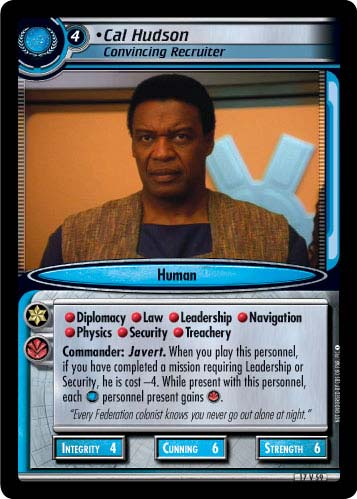 4
•Cal Hudson
Convincing Recruiter
Human
Diplomacy Law Leadership Navigation
Physics Security Treachery
Commander: Javert. When you play this personnel,
if you have completed a mission requiring Leadership or
Security, he is cost –4. While present with this personnel,
each personnel present gains .
"Every Federation colonist knows you never go out alone at night."
INTEGRITY 4 CUNNING 6 STRENGTH 6
17 V 59